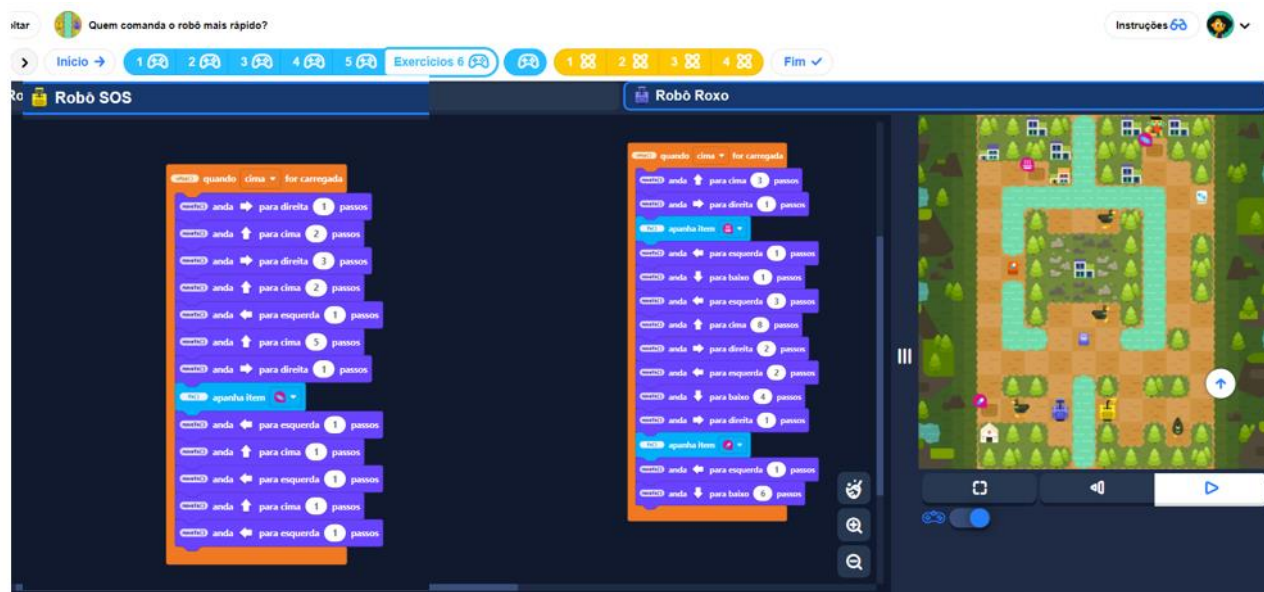 oltar
Quem comanda o robô mais rápido?
Instruções
Início →
1
2
3
4
5
Exercícios 6
1
2
3
4
Fim
Ro
Robô SOS
Robô Roxo
quando cima for carregada
anda para direita 1 passos
anda para cima 2 passos
anda para direita 3 passos
anda para cima 2 passos
anda para esquerda 1 passos
anda para cima 5 passos
anda para direita 1 passos
apanha item
anda para esquerda 1 passos
anda para cima 1 passos
anda para esquerda 1 passos
anda para cima 1 passos
anda para esquerda 1 passos
quando cima for carregada
anda para cima 3 passos
anda para direita 1 passos
apanha item
anda para esquerda 1 passos
anda para baixo 1 passos
anda para esquerda 3 passos
anda para cima 8 passos
anda para direita 2 passos
anda para esquerda 2 passos
anda para baixo 4 passos
anda para direita 1 passos
apanha item
anda para esquerda 1 passos
anda para baixo 6 passos